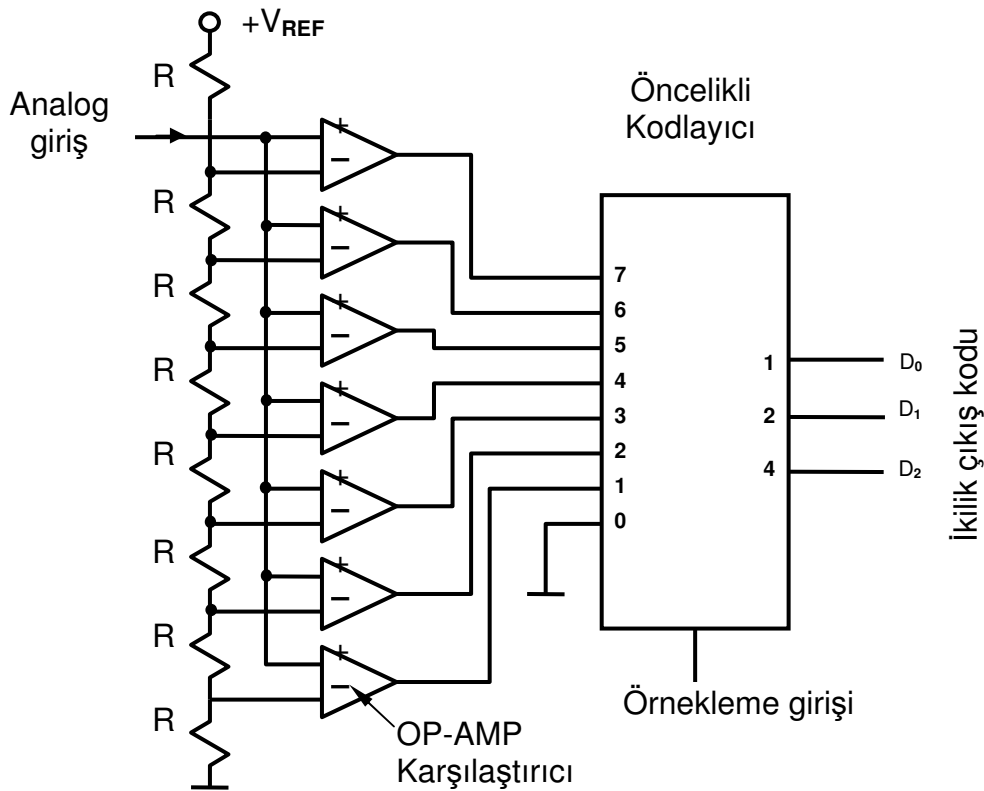 +V_REF
R
Analog
giriş
Öncelikli
Kodlayıcı
+
−
R
+
−
R
+
−
R
+
−
R
+
−
R
+
−
R
+
−
R
7
6
5
4
3
2
1
0
1
2
4
D₀
D₁
D₂
İkilik çıkış kodu
Örnekleme girişi
OP-AMP
Karşılaştırıcı